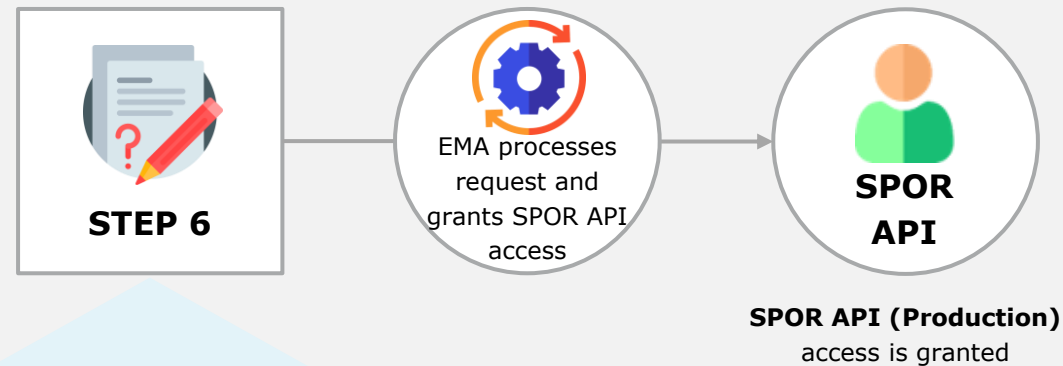 ?
STEP 6
EMA processes
request and
grants SPOR API
access
SPOR
API
SPOR API (Production)
access is granted